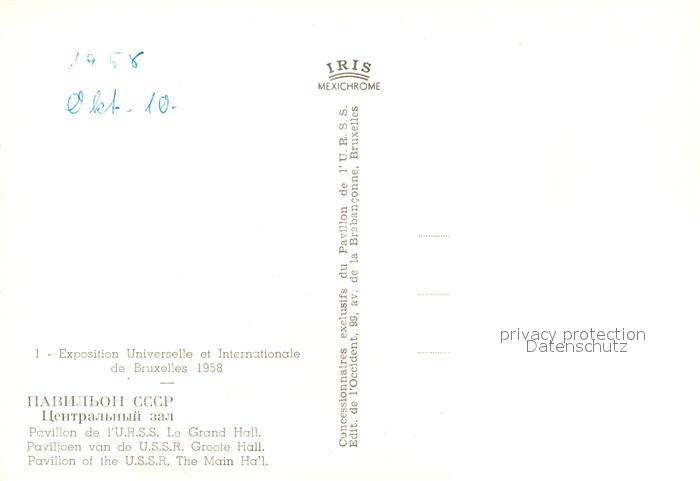 1958
Okt - 10.
IRIS
MEXICHROME
Concessionnaires exclusifs du Pavillon de l'U.R.S.S.
Edit. de l'Occident, 99, av. de la Brabançonne, Bruxelles
privacy protection
Datenschutz
1 - Exposition Universelle et Internationale
de Bruxelles 1958
ПАВИЛЬОН СССР
Центральный зал
Pavillon de l'U.R.S.S. Le Grand Hall.
Paviljoen van de U.S.S.R. Groote Hall.
Pavilion of the U.S.S.R. The Main Hall.